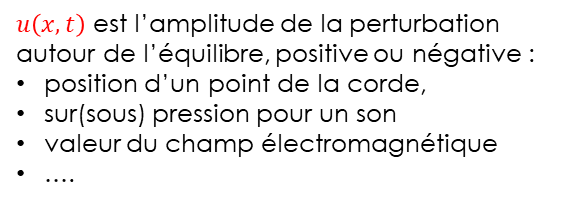 u(x, t) est l’amplitude de la perturbation
autour de l’équilibre, positive ou négative :
• position d’un point de la corde,
• sur(sous) pression pour un son
• valeur du champ électromagnétique
• ....